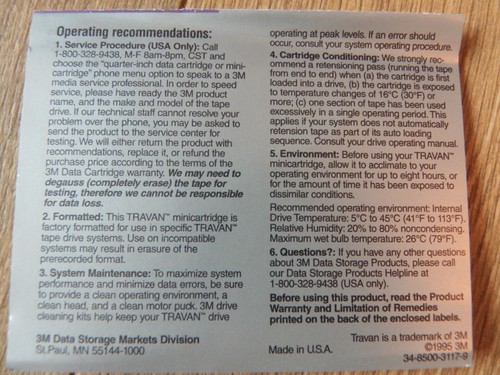 Operating recommendations:
1. Service Procedure (USA Only): Call
1-800-328-9438, M-F 8am-8pm, CST and
choose the "quarter-inch data cartridge or mini-
cartridge" phone menu option to speak to a 3M
media service professional. In order to speed
service, please have ready the 3M product
name, and the make and model of the tape
drive. If our technical staff cannot resolve your
problem over the phone, you may be asked to
send the product to the service center for
testing. We will either return the product with
recommendations, replace it, or refund the
purchase price according to the terms of the
3M Data Cartridge warranty. We may need to
degauss (completely erase) the tape for
testing, therefore we cannot be responsible
for data loss.
2. Formatted: This TRAVAN™ minicartridge is
factory formatted for use in specific TRAVAN™
tape drive systems. Use on incompatible
systems may result in erasure of the
prerecorded format.
3. System Maintenance: To maximize system
performance and minimize data errors, be sure
to provide a clean operating environment, a
clean head, and a clean motor puck. 3M drive
cleaning kits help keep your TRAVAN™ drive
operating at peak levels. If an error should
occur, consult your system operating procedure.
4. Cartridge Conditioning: We strongly rec-
ommend a retensioning pass (running the tape
from end to end) when (a) the cartridge is first
loaded into a drive, (b) the cartridge is exposed
to temperature changes of 16°C (30°F) or
more; (c) one section of tape has been used
excessively in a single operating period. This
applies if your system does not automatically
retension tape as part of its auto loading
sequence. Consult your drive operating manual.
5. Environment: Before using your TRAVAN™
minicartridge, allow it to acclimate to your
operating environment for up to eight hours, or
for the amount of time it has been exposed to
dissimilar conditions.
Recommended operating environment: Internal
Drive Temperature: 5°C to 45°C (41°F to 113°F).
Relative Humidity: 20% to 80% noncondensing.
Maximum wet bulb temperature: 26°C (79°F).
6. Questions?: If you have any other questions
about 3M Data Storage Products, please call
our Data Storage Products Helpline at
1-800-328-9438 (USA only).
Before using this product, read the Product
Warranty and Limitation of Remedies
printed on the back of the enclosed labels.
3M Data Storage Markets Division
St.Paul, MN 55144-1000
Made in U.S.A.
Travan is a trademark of 3M
©1995 3M
34-8500-3117-9